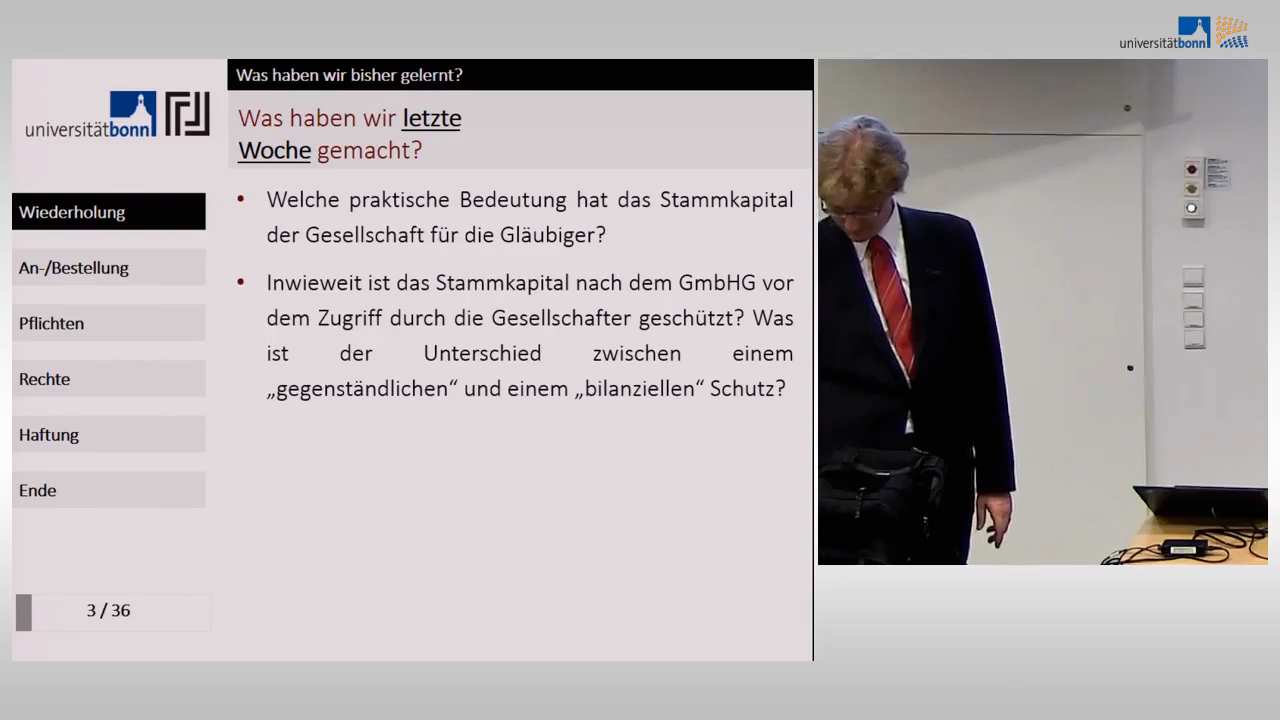 universitätbonn
Was haben wir bisher gelernt?
universitätbonn
Was haben wir letzte
Woche gemacht?
Wiederholung
An-/Bestellung
Pflichten
Rechte
Haftung
Ende
• Welche praktische Bedeutung hat das Stammkapital
der Gesellschaft für die Gläubiger?
• Inwieweit ist das Stammkapital nach dem GmbHG vor
dem Zugriff durch die Gesellschafter geschützt? Was
ist der Unterschied zwischen einem
„gegenständlichen“ und einem „bilanziellen“ Schutz?
3 / 36